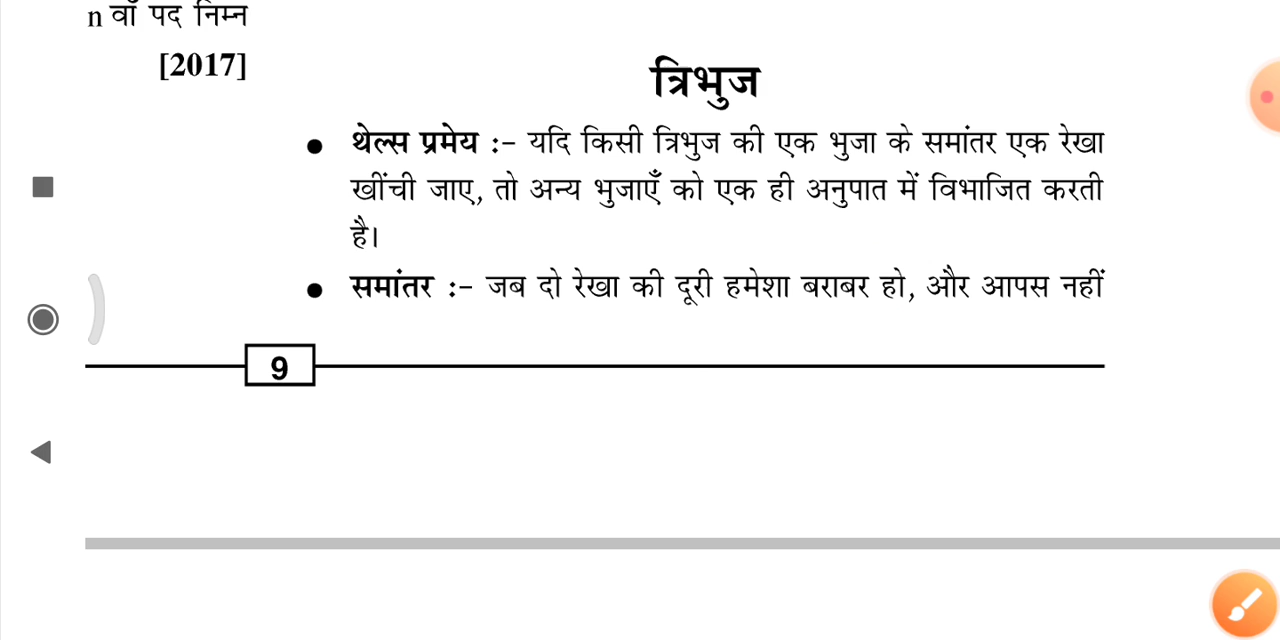 n वाँ पद निम्न
[2017]
त्रिभुज
● थेल्स प्रमेय :– यदि किसी त्रिभुज की एक भुजा के समांतर एक रेखा
खींची जाए, तो अन्य भुजाएँ को एक ही अनुपात में विभाजित करती
है।
● समांतर :– जब दो रेखा की दूरी हमेशा बराबर हो, और आपस नहीं
9